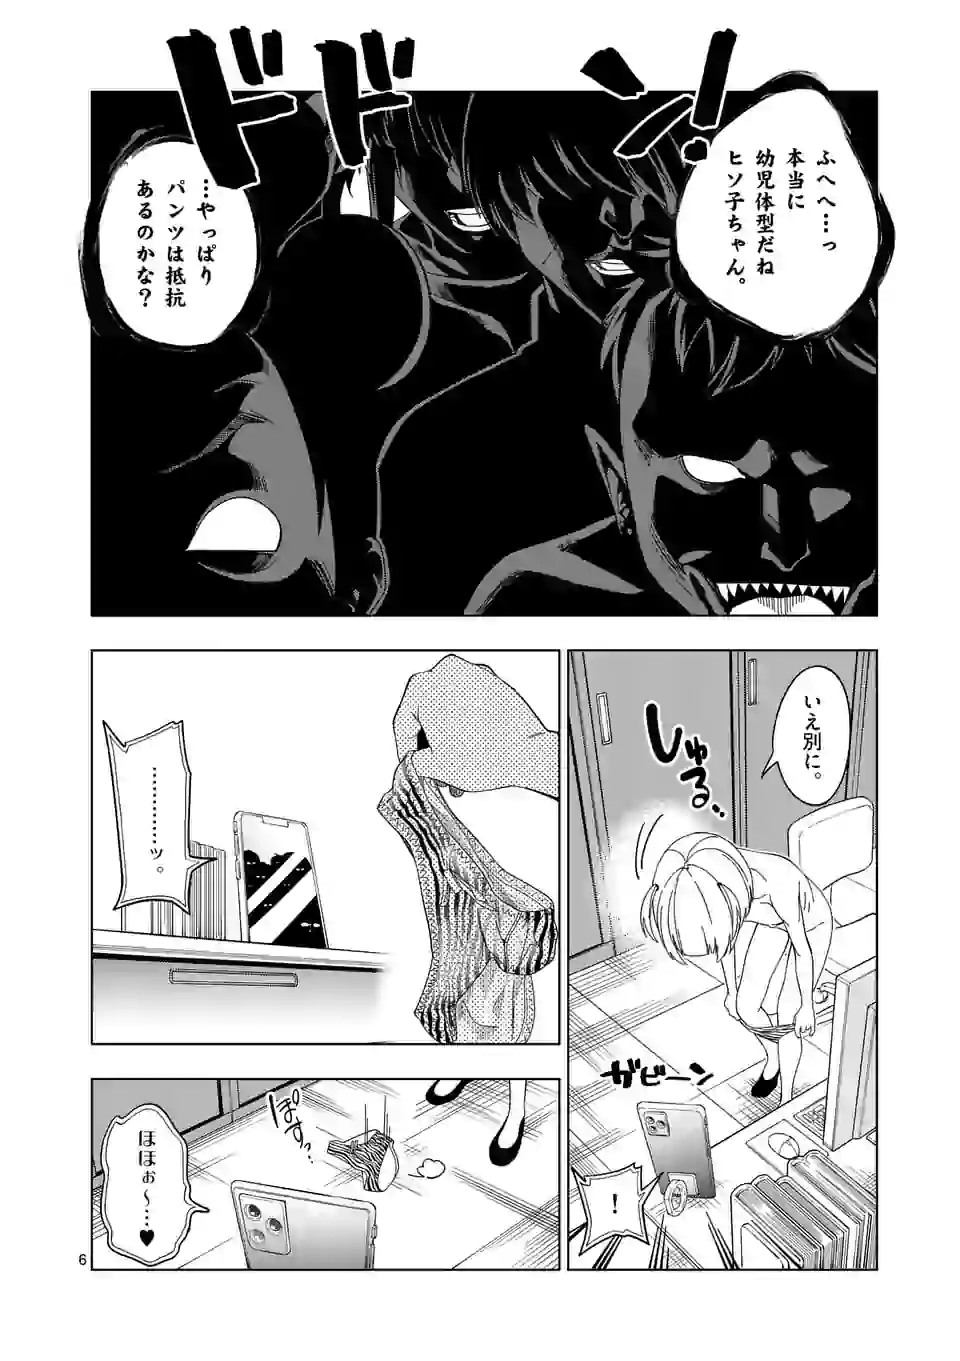 ドドドドン！
ふへへ…っ
本当に
幼児体型だね
ヒソ子ちゃん。
…やっぱり
パンツは抵抗
あるのかな？
いえ別に。
しゅる…
ガビーン
！
…………ッ。
ぽすっ
ほほぉ～…♥
6